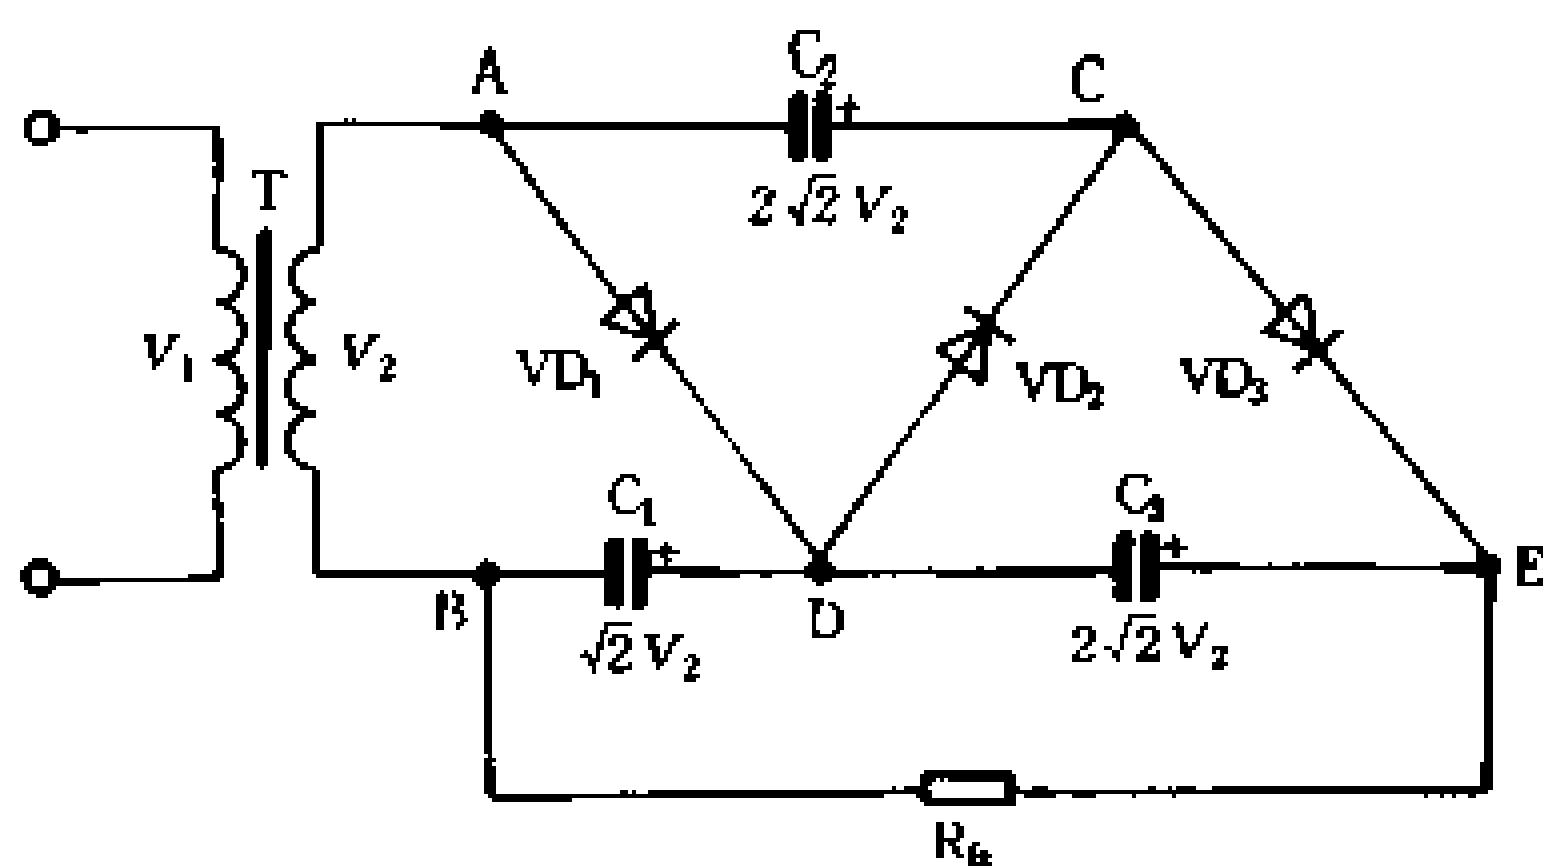 A
C₂
+
C
2√2 V₂
T
V₁
V₂
VD₁
VD₂
VD₃
C₁
+
C₃
+
B
D
E
√2 V₂
2√2 V₂